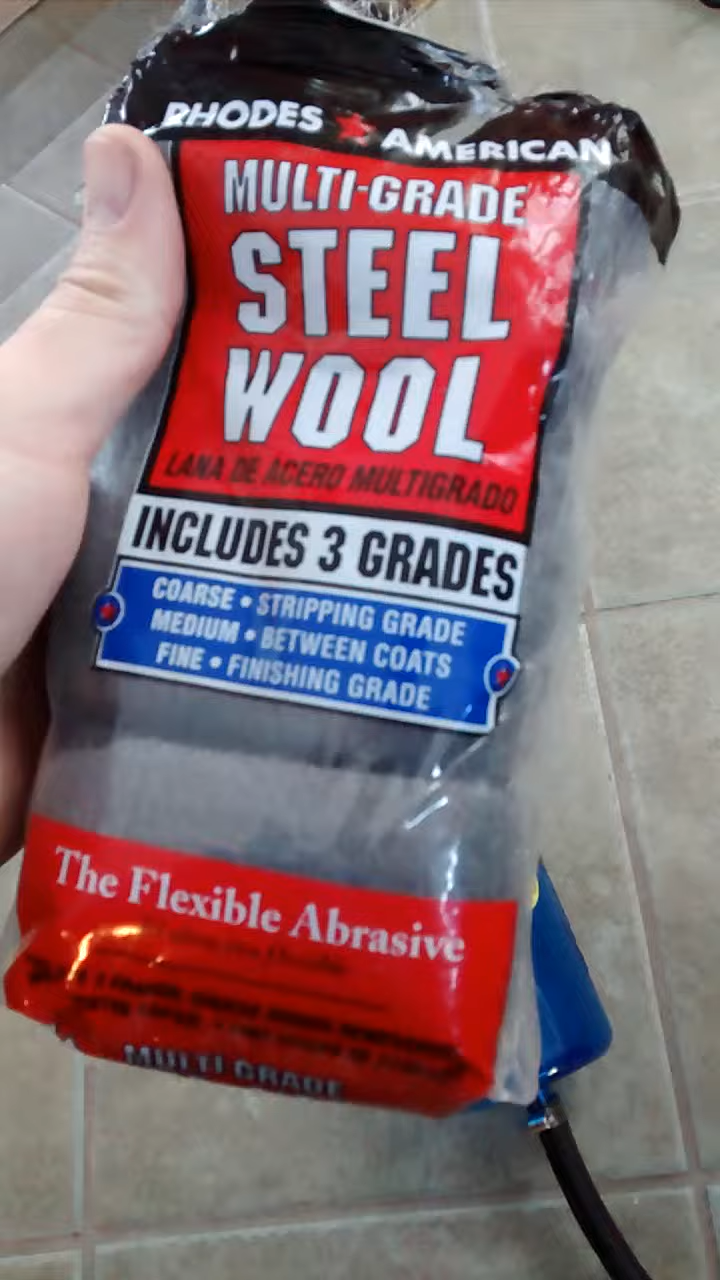 RHODES AMERICAN
MULTI-GRADE
STEEL
WOOL
LANA DE ACERO MULTIGRADO
INCLUDES 3 GRADES
COARSE • STRIPPING GRADE
MEDIUM • BETWEEN COATS
FINE • FINISHING GRADE
The Flexible Abrasive
MULTI GRADE